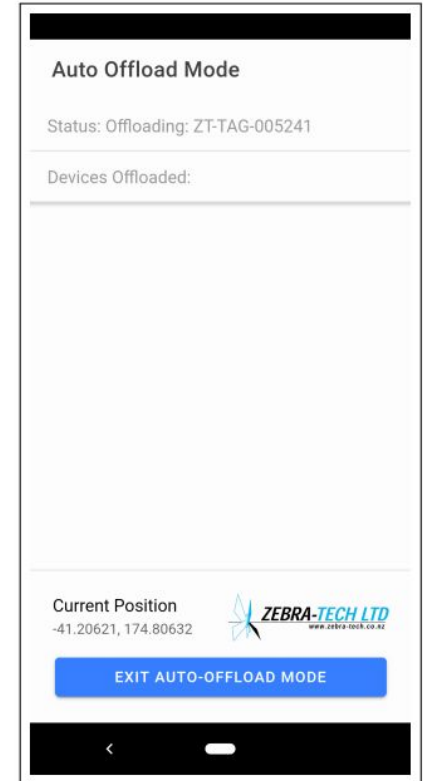 Auto Offload Mode
Status: Offloading: ZT-TAG-005241
Devices Offloaded:
Current Position
-41.20621, 174.80632
ZEBRA-TECH LTD
www.zebra-tech.co.nz
EXIT AUTO-OFFLOAD MODE